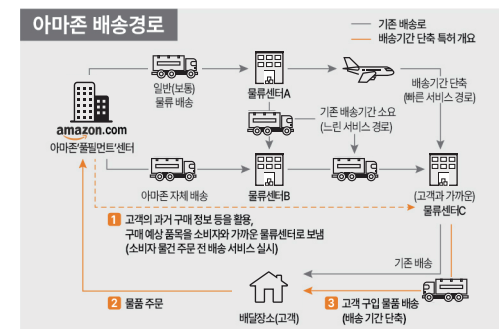 아마존 배송경로
기존 배송로
배송기간 단축 특허 개요
일반(보통)
물류 배송
물류센터A
배송기간 단축
(빠른 서비스 경로)
기존 배송기간 소요
(느린 서비스 경로)
amazon.com
아마존‘풀필먼트’센터
아마존 자체 배송
물류센터B
(고객과 가까운)
물류센터C
1 고객의 과거 구매 정보 등을 활용,
구매 예상 품목을 소비자와 가까운 물류센터로 보냄
(소비자 물건 주문 전 배송 서비스 실시)
기존 배송
2 물품 주문
배달장소(고객)
3 고객 구입 물품 배송
(배송 기간 단축)